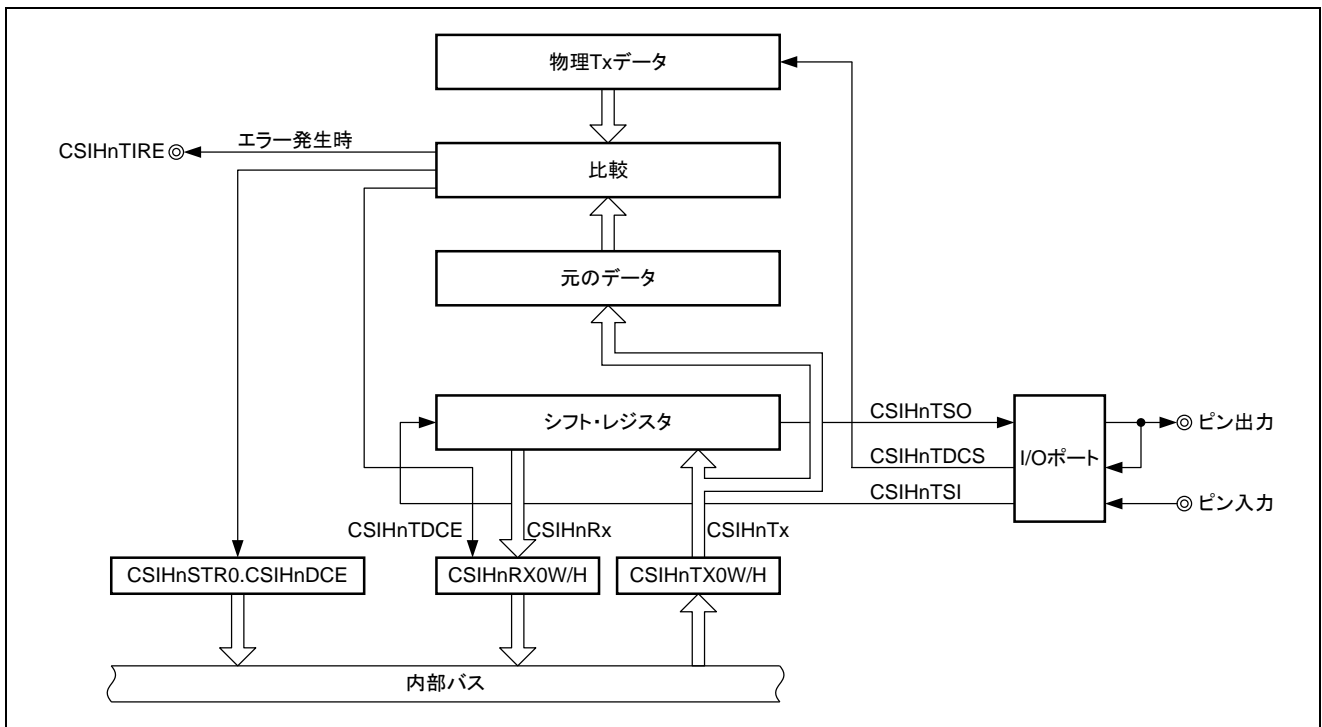 物理Txデータ
エラー発生時
CSIHnTIRE
比較
元のデータ
シフト・レジスタ
CSIHnTSO
CSIHnTDCS
CSIHnTSI
I/Oポート
ピン出力
ピン入力
CSIHnTDCE
CSIHnRx
CSIHnTx
CSIHnSTR0.CSIHnDCE
CSIHnRX0W/H
CSIHnTX0W/H
内部バス